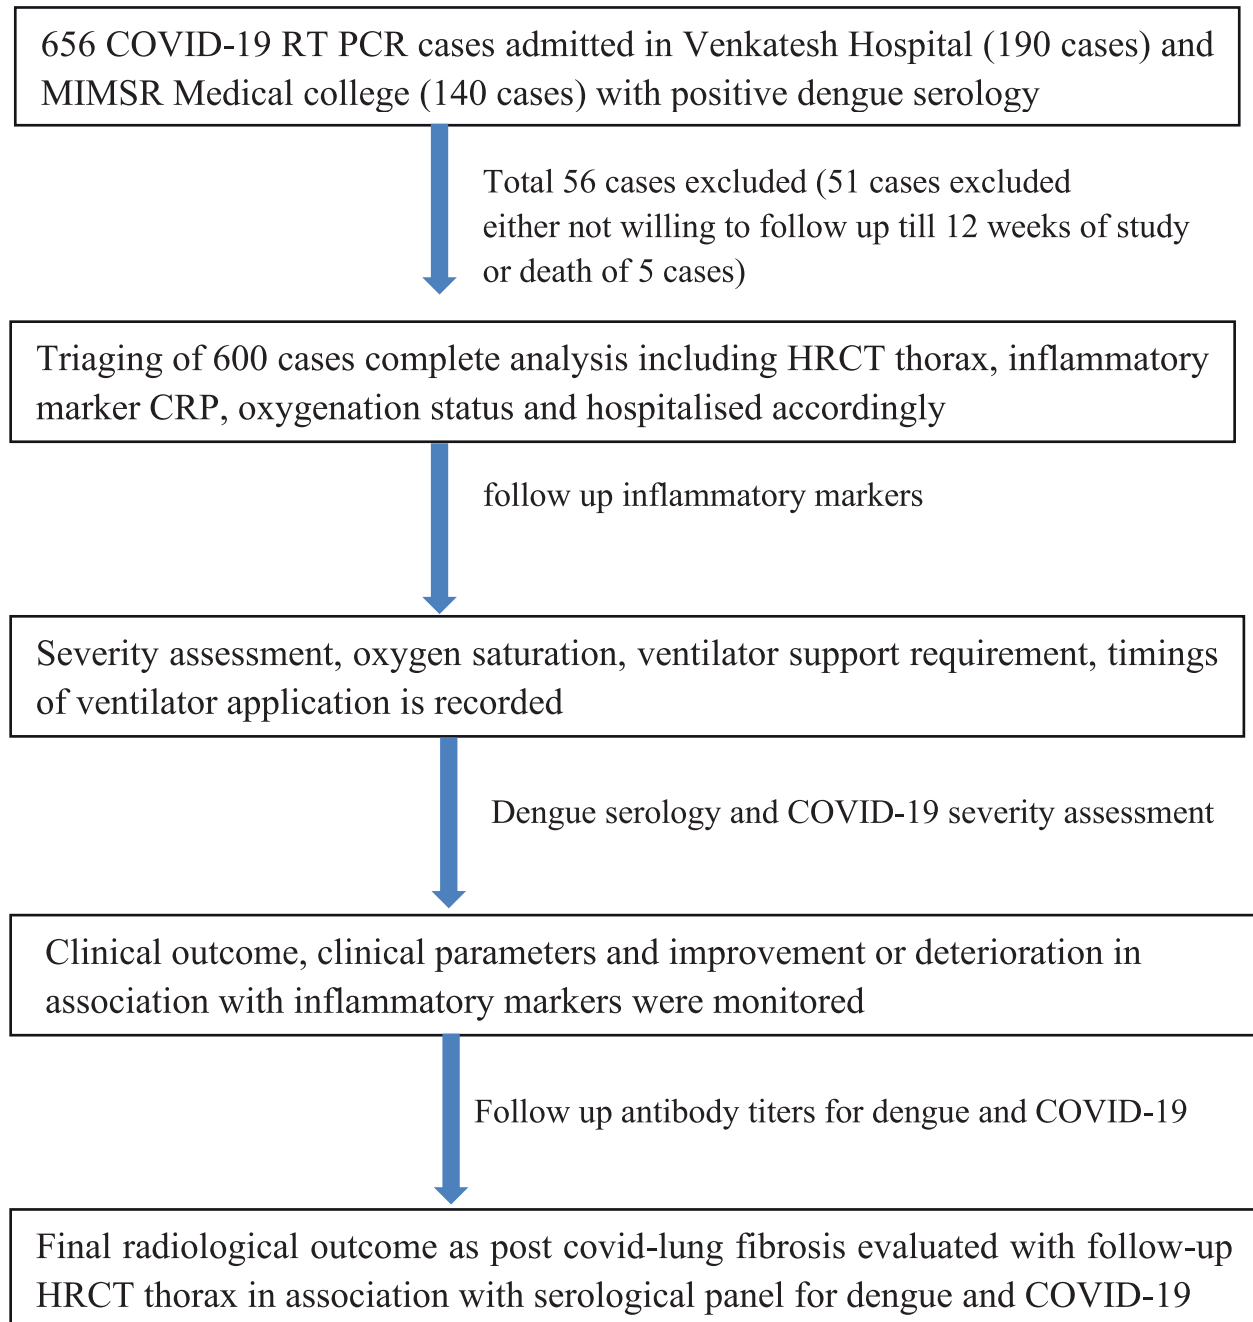 656 COVID-19 RT PCR cases admitted in Venkatesh Hospital (190 cases) and
MIMSR Medical college (140 cases) with positive dengue serology
Total 56 cases excluded (51 cases excluded
either not willing to follow up till 12 weeks of study
or death of 5 cases)
Triaging of 600 cases complete analysis including HRCT thorax, inflammatory
marker CRP, oxygenation status and hospitalised accordingly
follow up inflammatory markers
Severity assessment, oxygen saturation, ventilator support requirement, timings
of ventilator application is recorded
Dengue serology and COVID-19 severity assessment
Clinical outcome, clinical parameters and improvement or deterioration in
association with inflammatory markers were monitored
Follow up antibody titers for dengue and COVID-19
Final radiological outcome as post covid-lung fibrosis evaluated with follow-up
HRCT thorax in association with serological panel for dengue and COVID-19